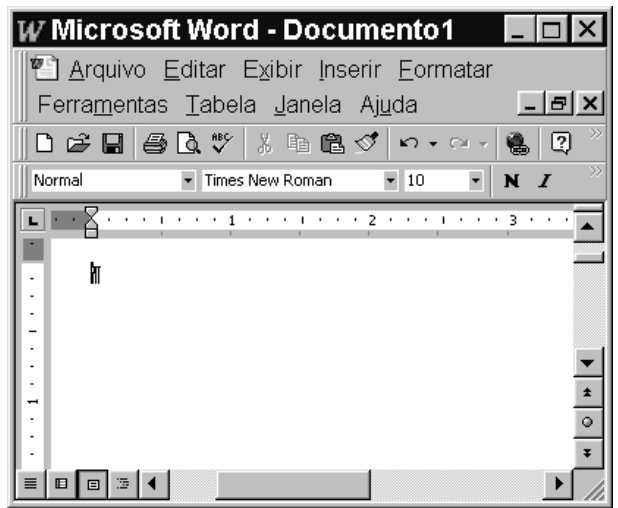 W Microsoft Word - Documento1
W Arquivo Editar Exibir Inserir Formatar
Ferramentas Tabela Janela Ajuda
ABC ?
Normal Times New Roman 10 N I
L 1 2 3
¶
1